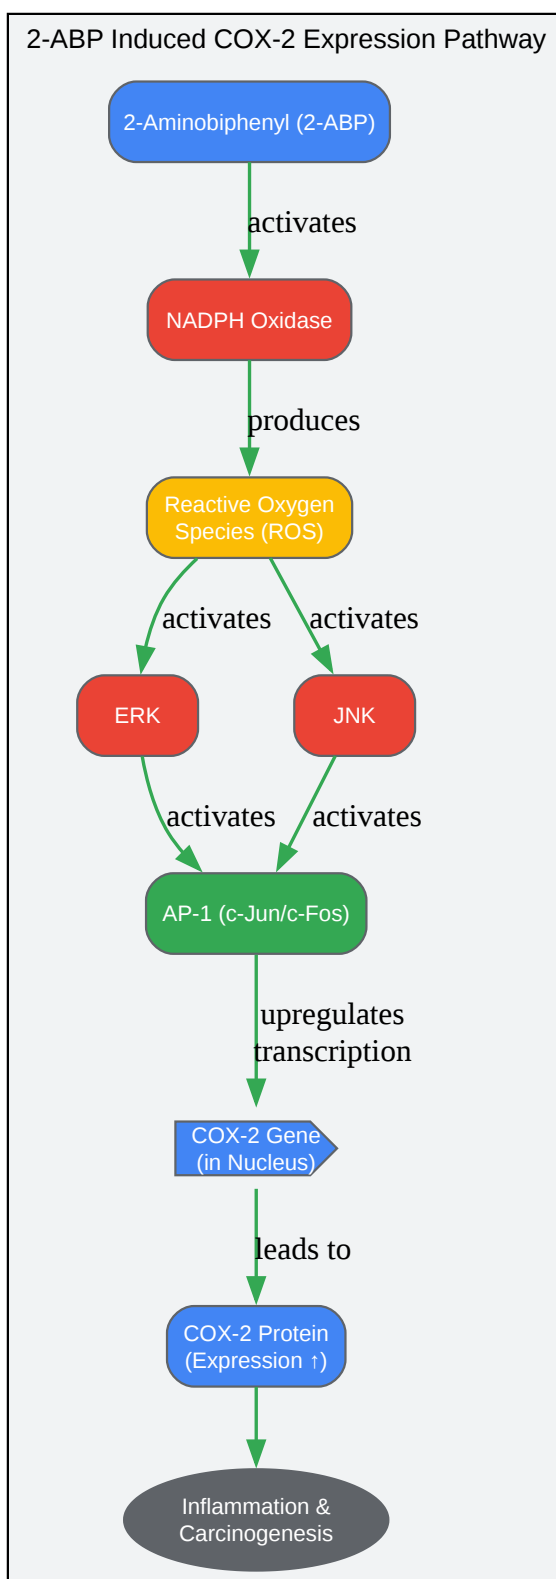 2-ABP Induced COX-2 Expression Pathway
2-Aminobiphenyl (2-ABP)
activates
NADPH Oxidase
produces
Reactive Oxygen
Species (ROS)
activates
activates
ERK
JNK
activates
activates
AP-1 (c-Jun/c-Fos)
upregulates
transcription
COX-2 Gene
(in Nucleus)
leads to
COX-2 Protein
(Expression ↑)
Inflammation &
Carcinogenesis